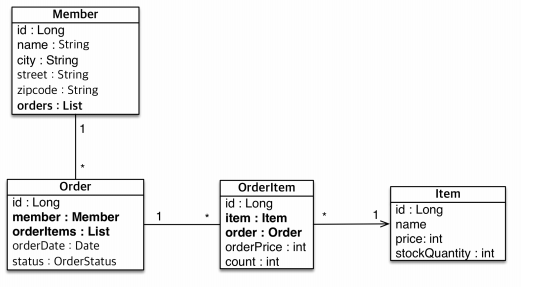 Member
id : Long
name : String
city : String
street : String
zipcode : String
orders : List
1
*
Order
id : Long
member : Member
orderItems : List
orderDate : Date
status : OrderStatus
1
*
OrderItem
id : Long
item : Item
order : Order
orderPrice : int
count : int
*
1
Item
id : Long
name
price: int
stockQuantity : int